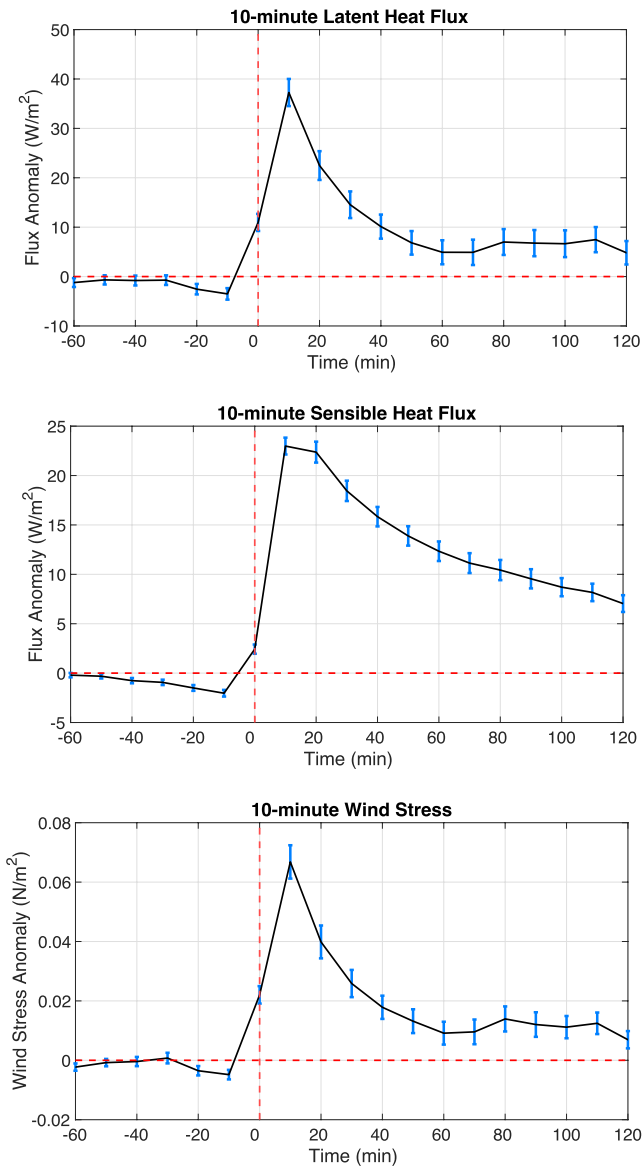 10-minute Latent Heat Flux
50
40
30
20
10
0
-10
Flux Anomaly (W/m2)
-60 -40 -20 0 20 40 60 80 100 120
Time (min)
10-minute Sensible Heat Flux
25
20
15
10
5
0
-5
Flux Anomaly (W/m2)
-60 -40 -20 0 20 40 60 80 100 120
Time (min)
10-minute Wind Stress
0.08
0.06
0.04
0.02
0
-0.02
Wind Stress Anomaly (N/m2)
-60 -40 -20 0 20 40 60 80 100 120
Time (min)